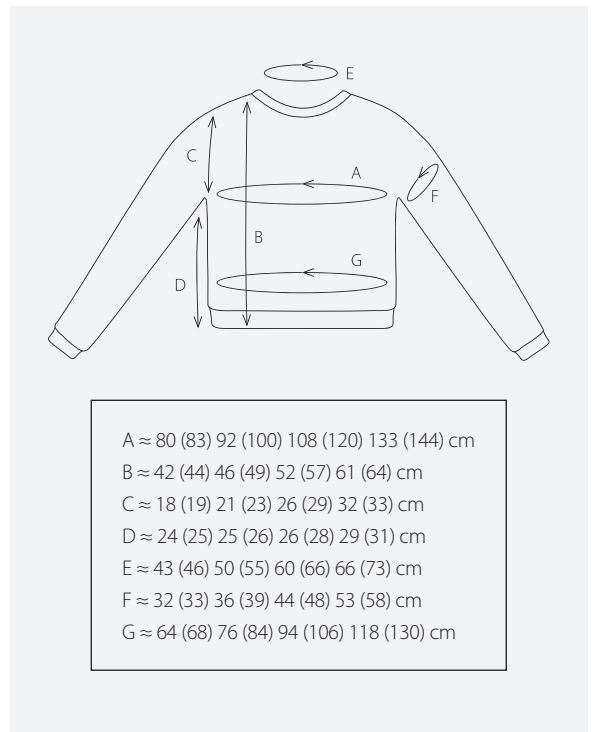 E
C
A
F
B
G
D
A ≈ 80 (83) 92 (100) 108 (120) 133 (144) cm
B ≈ 42 (44) 46 (49) 52 (57) 61 (64) cm
C ≈ 18 (19) 21 (23) 26 (29) 32 (33) cm
D ≈ 24 (25) 25 (26) 26 (28) 29 (31) cm
E ≈ 43 (46) 50 (55) 60 (66) 66 (73) cm
F ≈ 32 (33) 36 (39) 44 (48) 53 (58) cm
G ≈ 64 (68) 76 (84) 94 (106) 118 (130) cm